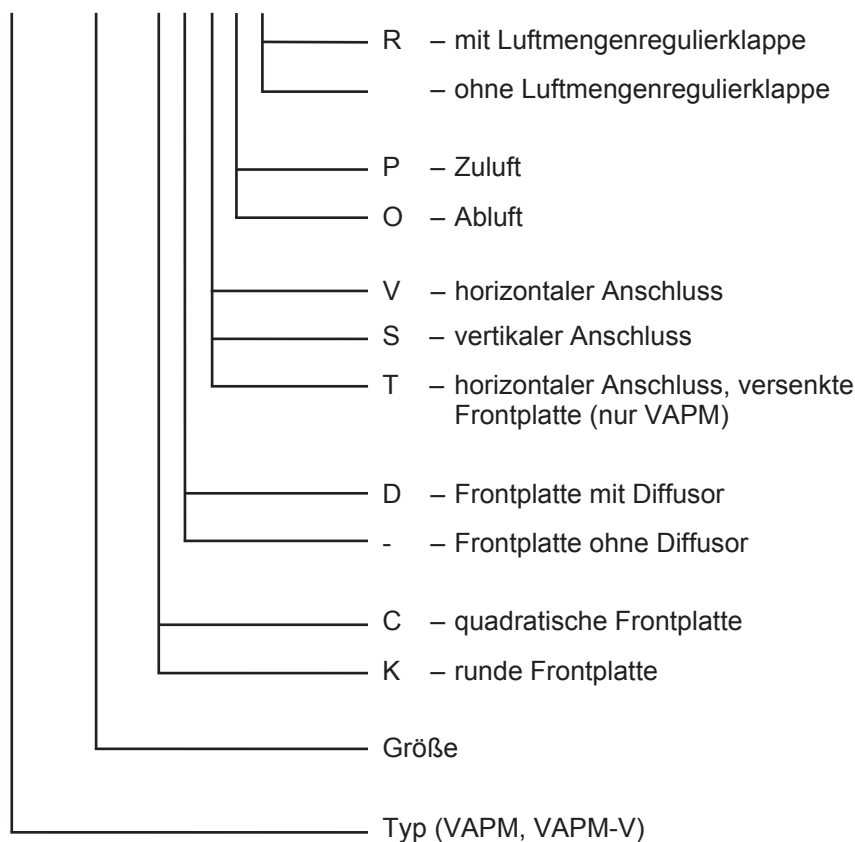 R – mit Luftmengenregulierklappe
– ohne Luftmengenregulierklappe
P – Zuluft
O – Abluft
V – horizontaler Anschluss
S – vertikaler Anschluss
T – horizontaler Anschluss, versenkte
Frontplatte (nur VAPM)
D – Frontplatte mit Diffusor
- – Frontplatte ohne Diffusor
C – quadratische Frontplatte
K – runde Frontplatte
Größe
Typ (VAPM, VAPM-V)